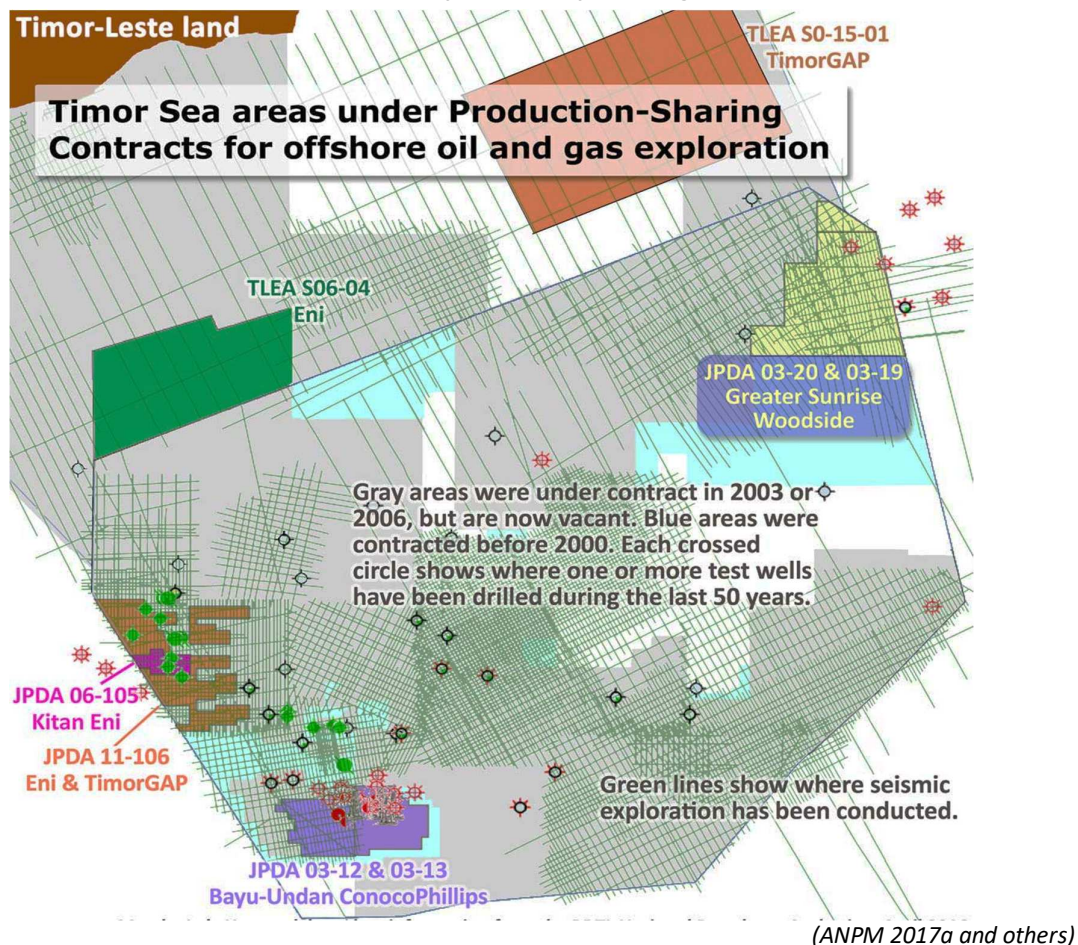 Timor-Leste land
TLEA S0-15-01
TimorGAP
Timor Sea areas under Production-Sharing
Contracts for offshore oil and gas exploration
TLEA S06-04
Eni
JPDA 03-20 & 03-19
Greater Sunrise
Woodside
Gray areas were under contract in 2003 or
2006, but are now vacant. Blue areas were
contracted before 2000. Each crossed
circle shows where one or more test wells
have been drilled during the last 50 years.
JPDA 06-105
Kitan Eni
JPDA 11-106
Eni & TimorGAP
Green lines show where seismic
exploration has been conducted.
JPDA 03-12 & 03-13
Bayu-Undan ConocoPhillips
(ANPM 2017a and others)